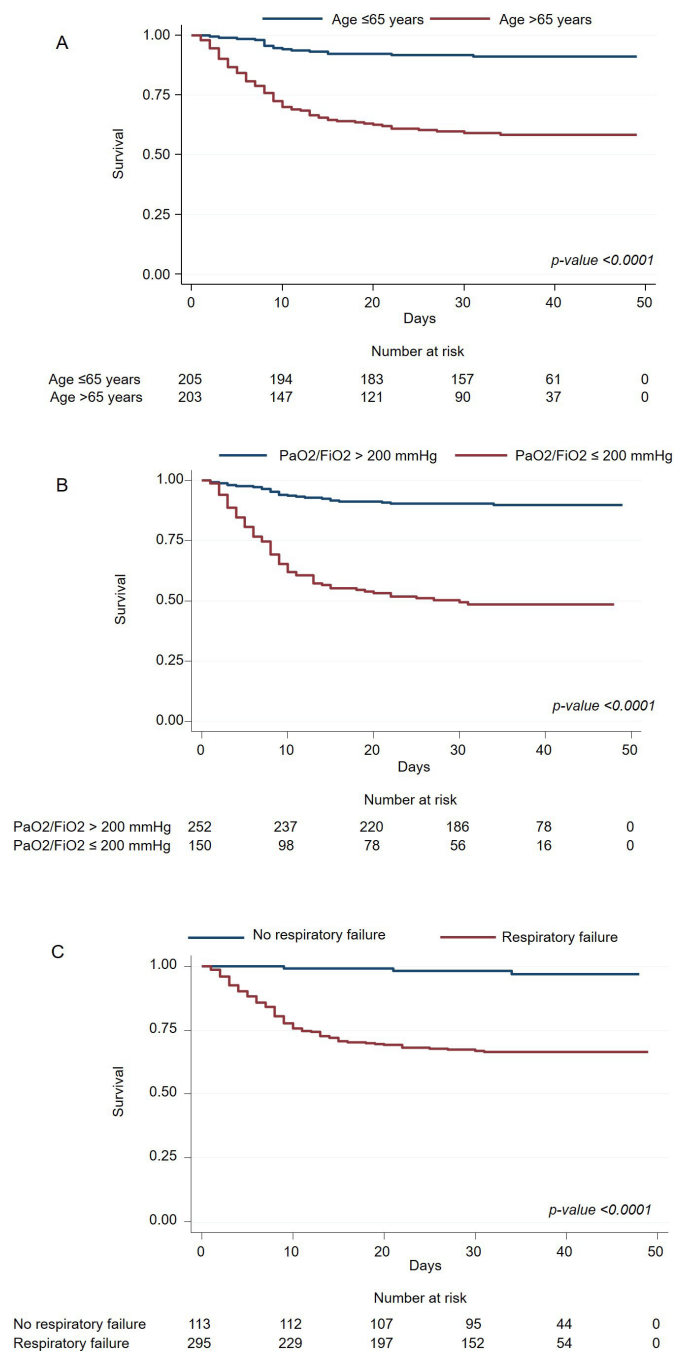 Age ≤65 years Age >65 years
A
1.00
0.75
0.50
0.25
0.00
Survival
p-value <0.0001
0 10 20 30 40 50
Days
Number at risk
Age ≤65 years 205 194 183 157 61 0
Age >65 years 203 147 121 90 37 0
PaO2/FiO2 > 200 mmHg PaO2/FiO2 ≤ 200 mmHg
B
1.00
0.75
0.50
0.25
0.00
Survival
p-value <0.0001
0 10 20 30 40 50
Days
Number at risk
PaO2/FiO2 > 200 mmHg 252 237 220 186 78 0
PaO2/FiO2 ≤ 200 mmHg 150 98 78 56 16 0
No respiratory failure Respiratory failure
C
1.00
0.75
0.50
0.25
0.00
Survival
p-value <0.0001
0 10 20 30 40 50
Days
Number at risk
No respiratory failure 113 112 107 95 44 0
Respiratory failure 295 229 197 152 54 0